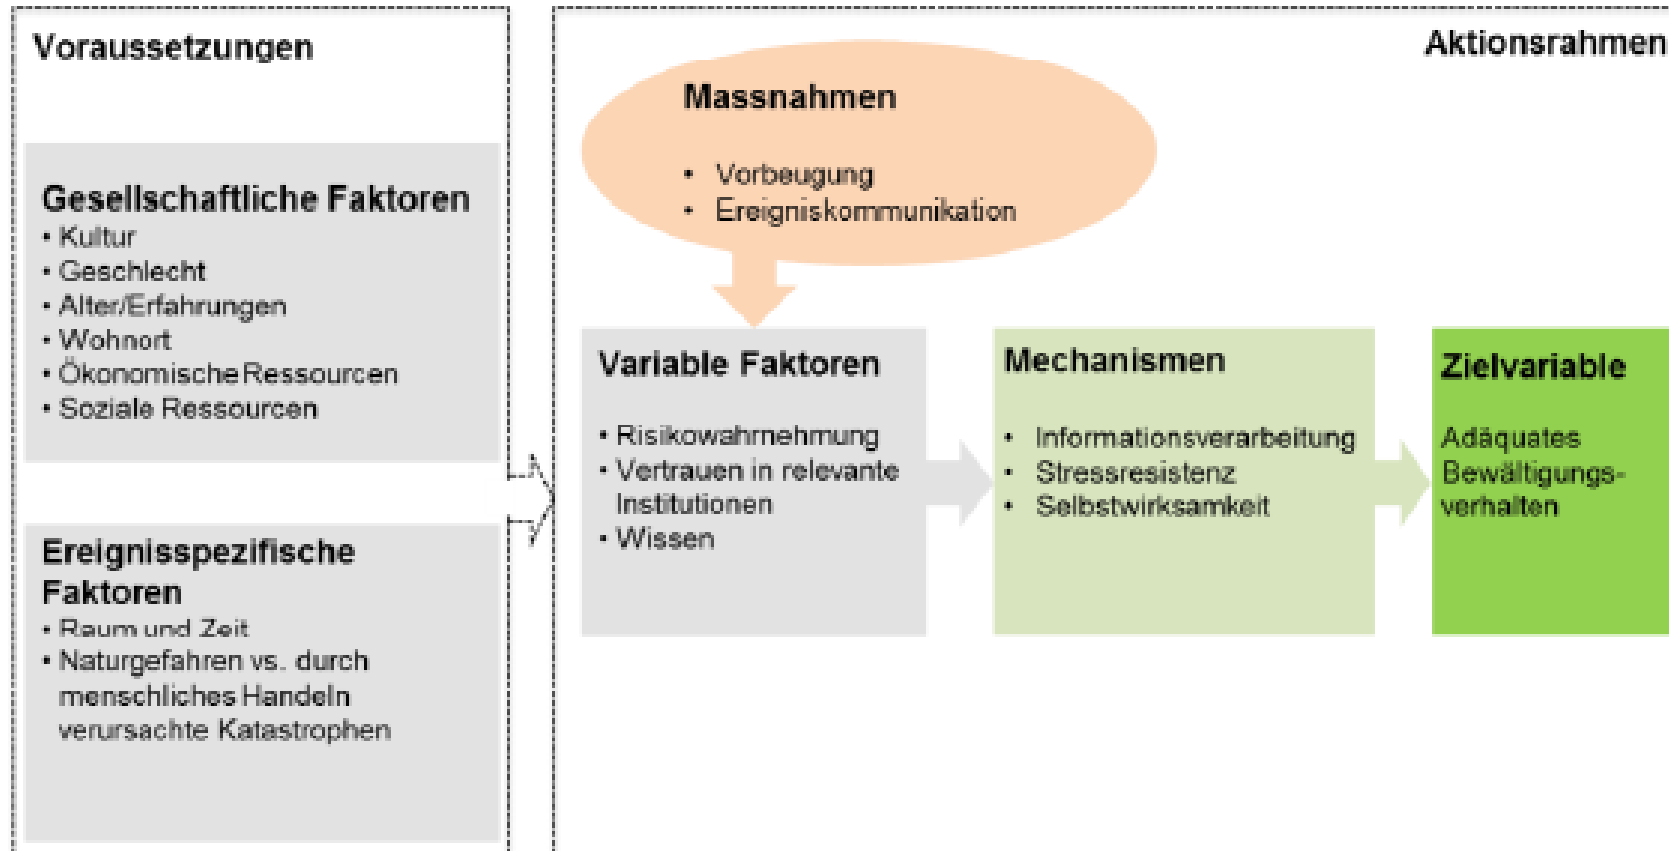 Voraussetzungen
Gesellschaftliche Faktoren
• Kultur
• Geschlecht
• Alter/Erfahrungen
• Wohnort
• Ökonomische Ressourcen
• Soziale Ressourcen
Ereignisspezifische
Faktoren
• Raum und Zeit
• Naturgefahren vs. durch
menschliches Handeln
verursachte Katastrophen
Aktionsrahmen
Massnahmen
• Vorbeugung
• Ereigniskommunikation
Variable Faktoren
• Risikowahrnehmung
• Vertrauen in relevante
Institutionen
• Wissen
Mechanismen
• Informationsverarbeitung
• Stressresistenz
• Selbstwirksamkeit
Zielvariable
Adäquates
Bewältigungs-
verhalten